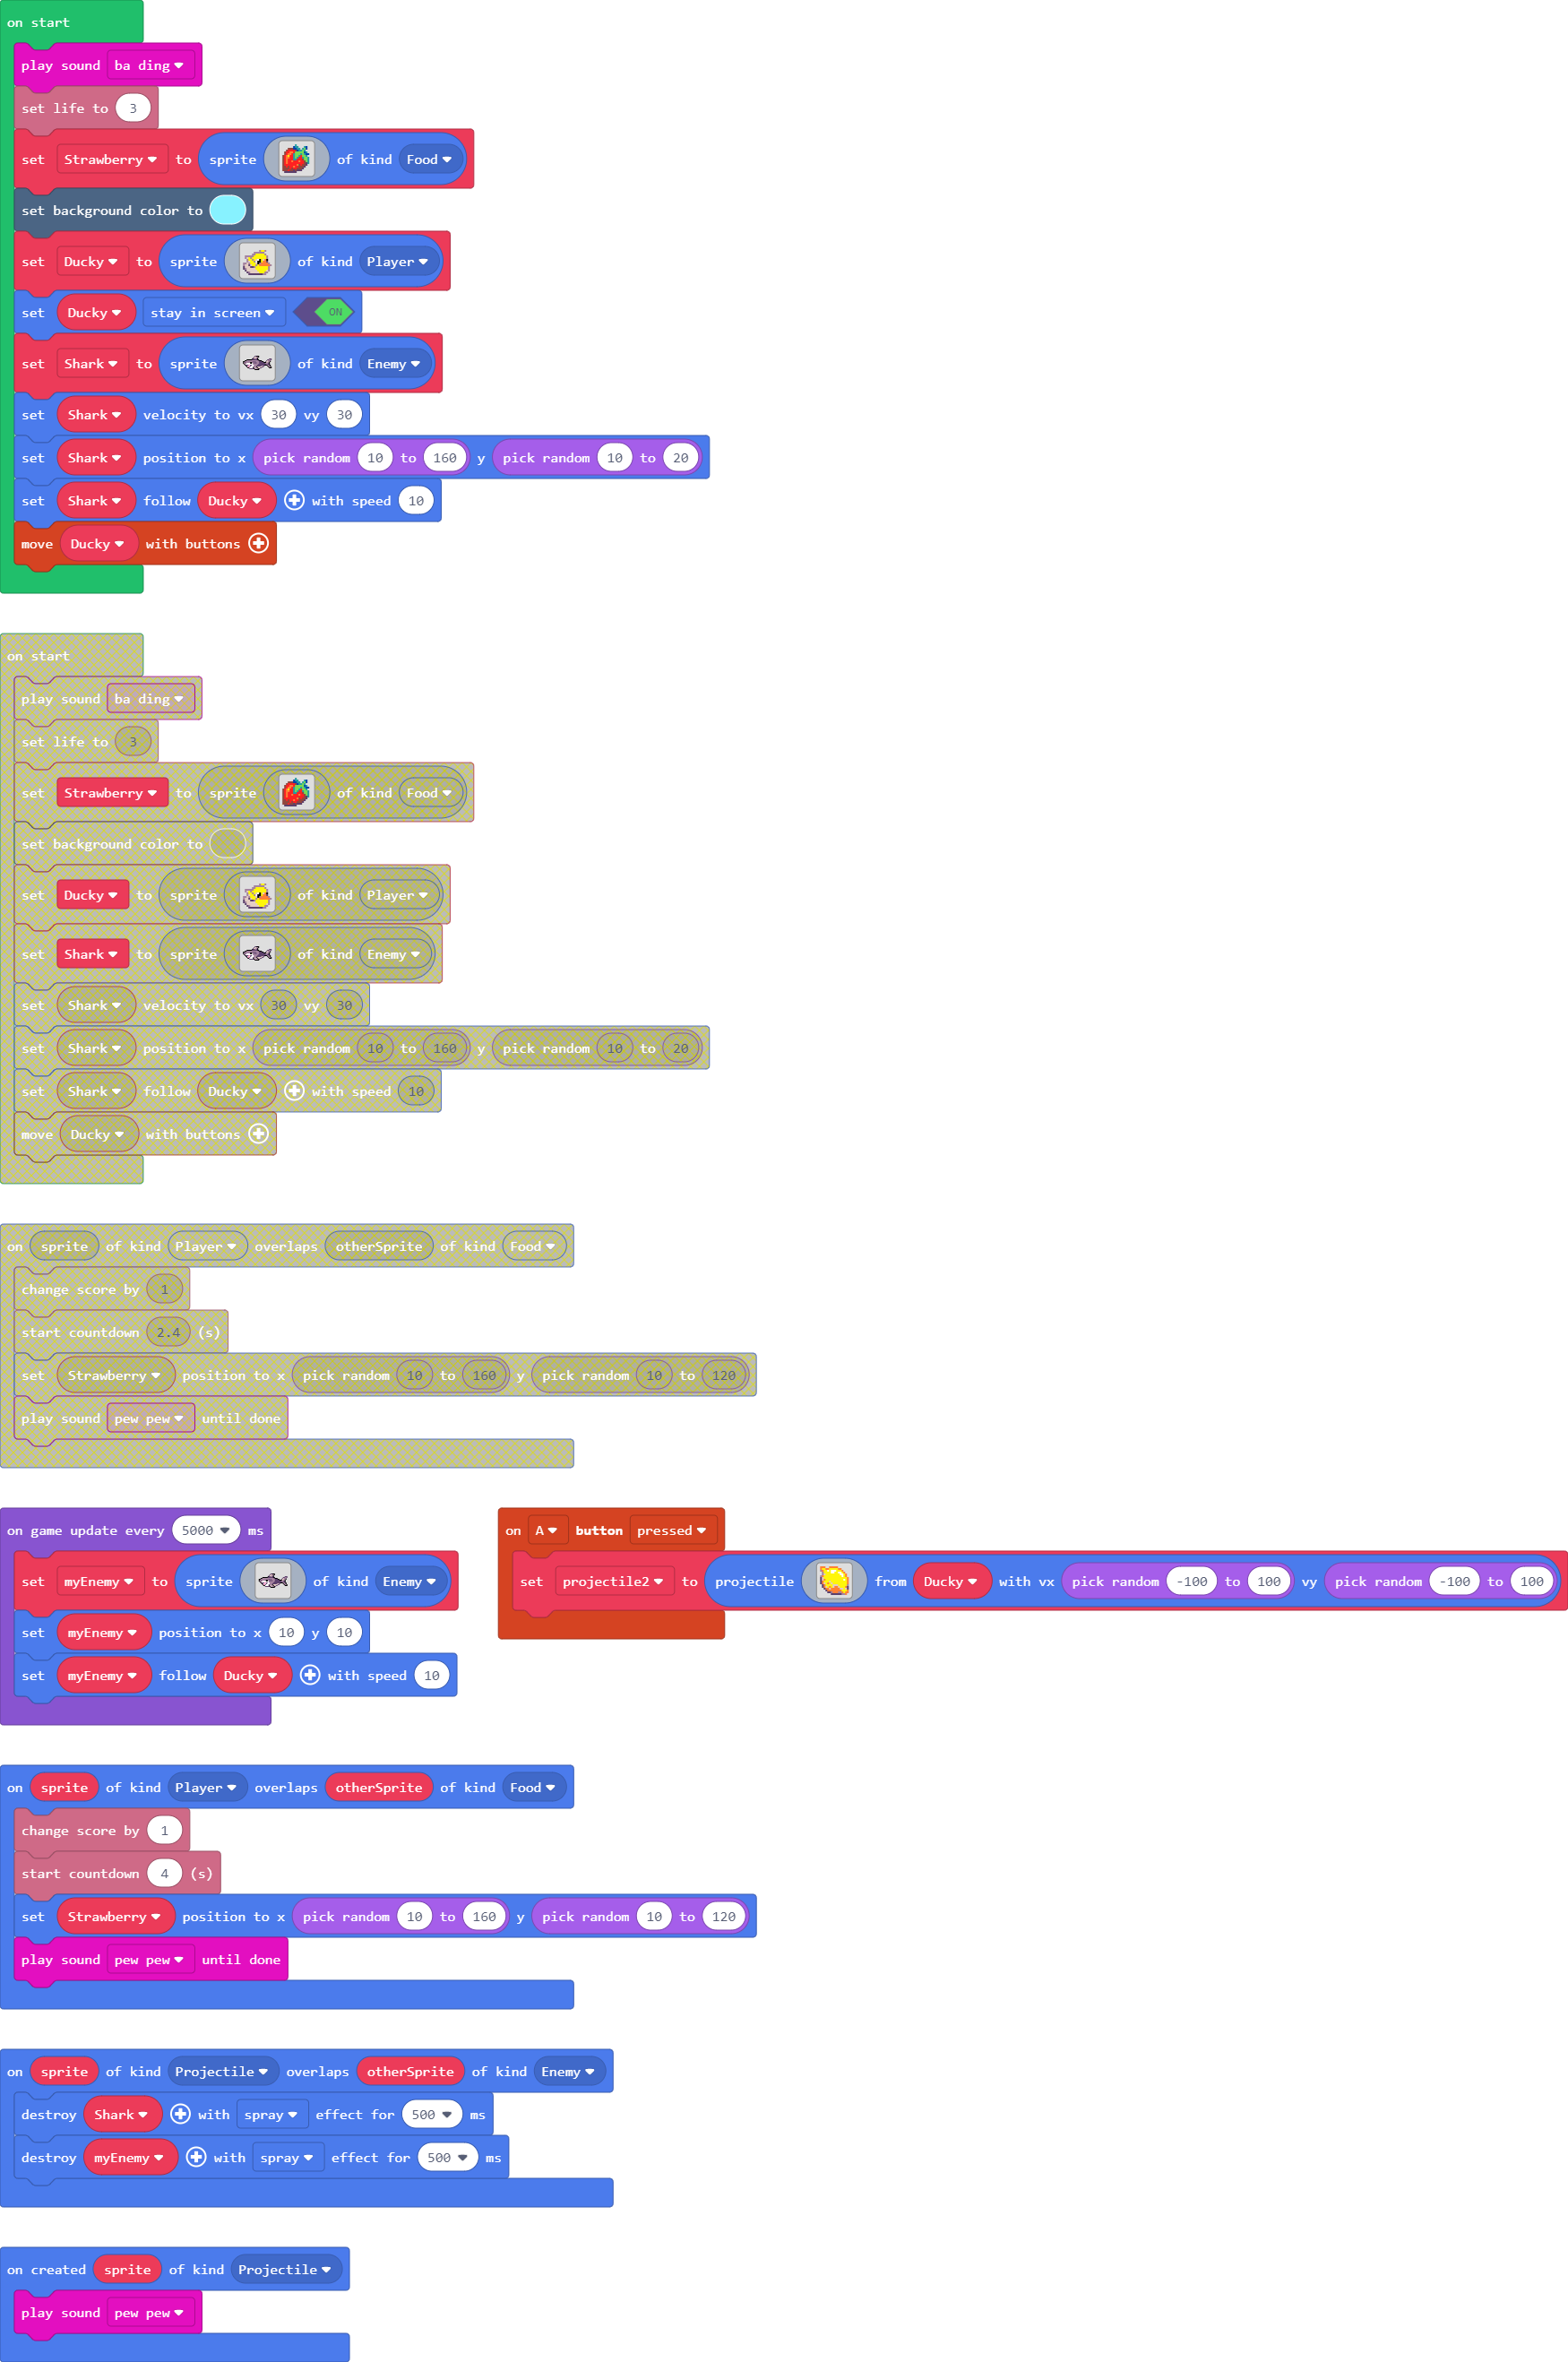 on start
play sound ba ding
set life to 3
set Strawberry to sprite of kind Food
set background color to
set Ducky to sprite of kind Player
set Ducky stay in screen ON
set Shark to sprite of kind Enemy
set Shark velocity to vx 30 vy 30
set Shark position to x pick random 10 to 160 y pick random 10 to 20
set Shark follow Ducky with speed 10
move Ducky with buttons
on start
play sound ba ding
set life to 3
set Strawberry to sprite of kind Food
set background color to
set Ducky to sprite of kind Player
set Shark to sprite of kind Enemy
set Shark velocity to vx 30 vy 30
set Shark position to x pick random 10 to 160 y pick random 10 to 20
set Shark follow Ducky with speed 10
move Ducky with buttons
on sprite of kind Player overlaps otherSprite of kind Food
change score by 1
start countdown 2.4 (s)
set Strawberry position to x pick random 10 to 160 y pick random 10 to 120
play sound pew pew until done
on game update every 5000 ms
set myEnemy to sprite of kind Enemy
set myEnemy position to x 10 y 10
set myEnemy follow Ducky with speed 10
on A button pressed
set projectile2 to projectile from Ducky with vx pick random -100 to 100 vy pick random -100 to 100
on sprite of kind Player overlaps otherSprite of kind Food
change score by 1
start countdown 4 (s)
set Strawberry position to x pick random 10 to 160 y pick random 10 to 120
play sound pew pew until done
on sprite of kind Projectile overlaps otherSprite of kind Enemy
destroy Shark with spray effect for 500 ms
destroy myEnemy with spray effect for 500 ms
on created sprite of kind Projectile
play sound pew pew